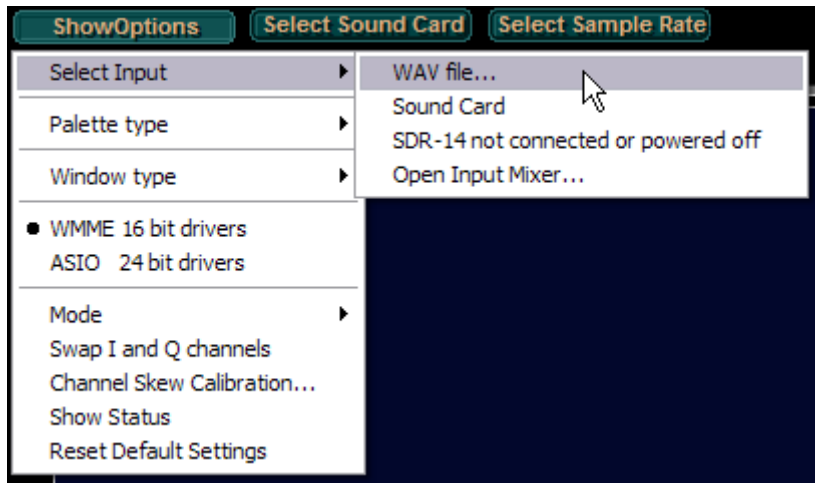 ShowOptions
Select Sound Card
Select Sample Rate
Select Input
Palette type
Window type
WMME 16 bit drivers
ASIO 24 bit drivers
Mode
Swap I and Q channels
Channel Skew Calibration...
Show Status
Reset Default Settings
WAV file...
Sound Card
SDR-14 not connected or powered off
Open Input Mixer...